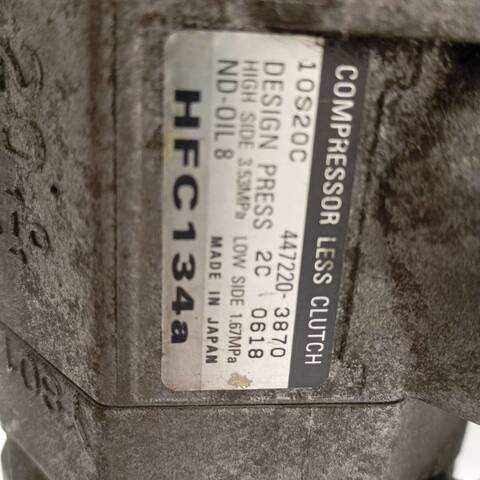 COMPRESSOR LESS CLUTCH
10S20C 447220-3870
DESIGN PRESS 2C 0618
HIGH SIDE 3.53MPa LOW SIDE 1.67MPa
ND-OIL 8 MADE IN JAPAN
HFC134a